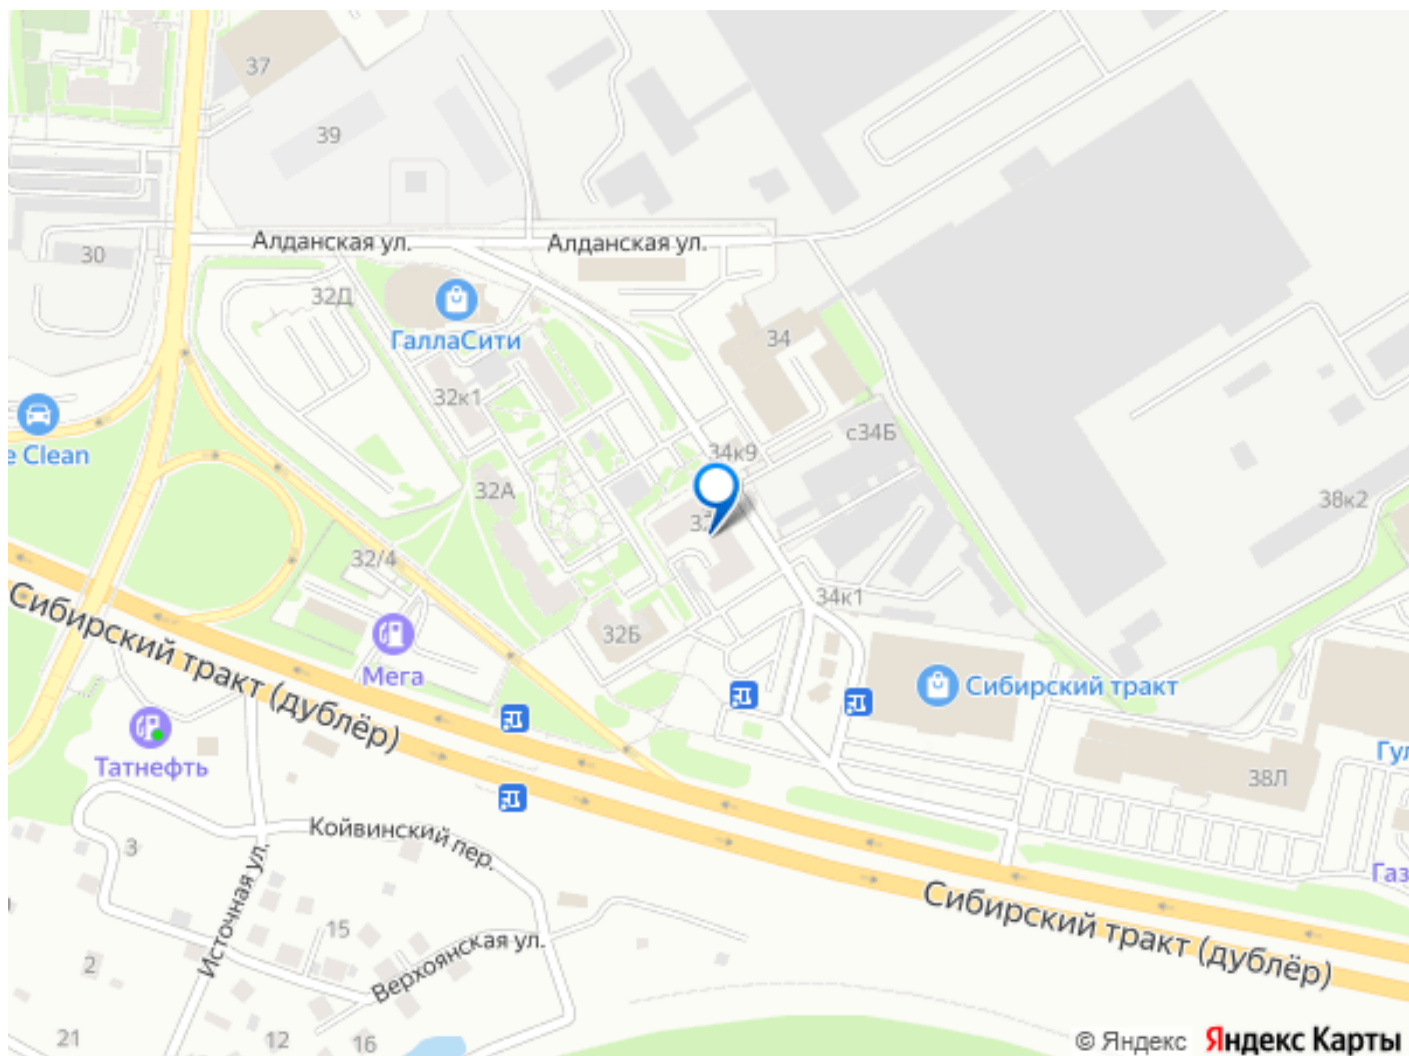 37
39
Алданская ул.
Алданская ул.
30
32Д
ГаллаСити
34
32к1
с34Б
34к9
e Clean
32А
38к2
32/4
34к1
Сибирский тракт (дублёр)
32Б
Мега
Сибирский тракт
Татнефть
Гул
38Л
Койвинский пер.
3
Газ
Источная ул.
Сибирский тракт (дублёр)
15
Верхоянская ул.
2
21
12
16
© Яндекс Яндекс Карты